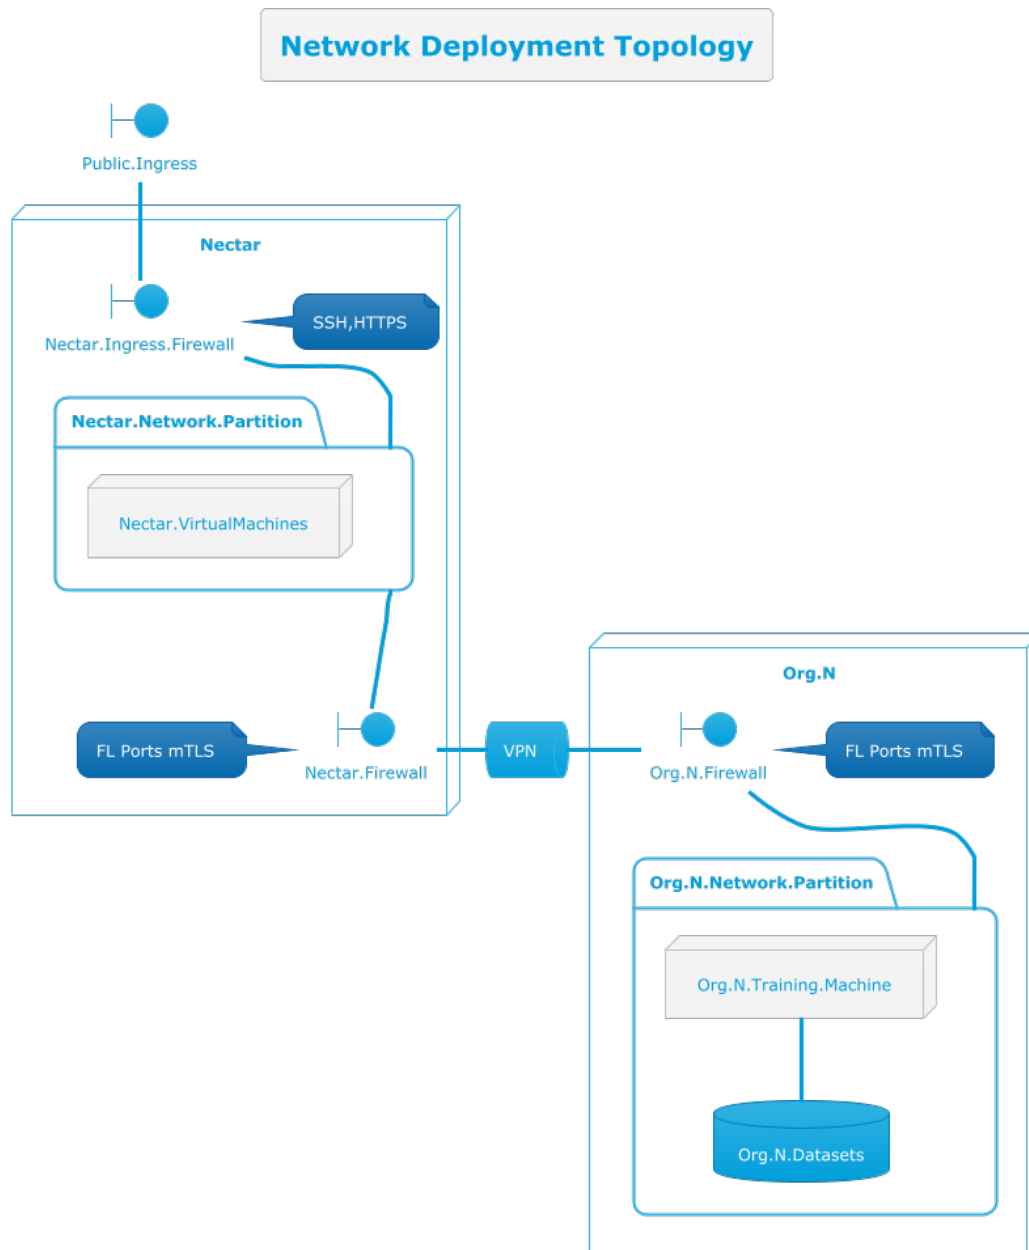 Network Deployment Topology
Public.Ingress
Nectar
SSH,HTTPS
Nectar.Ingress.Firewall
Nectar.Network.Partition
Nectar.VirtualMachines
Org.N
FL Ports mTLS
Nectar.Firewall
VPN
Org.N.Firewall
FL Ports mTLS
Org.N.Network.Partition
Org.N.Training.Machine
Org.N.Datasets